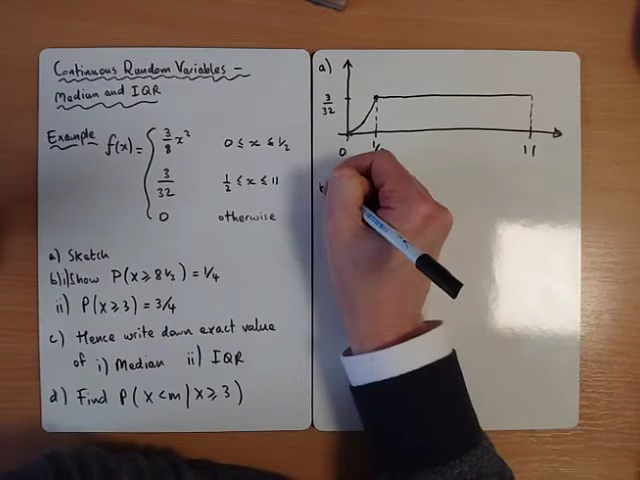 Continuous Random Variables -
Median and IQR
Example f(x) = { 3/8 x² 0 ≤ x ≤ 1/2
3/32 1/2 ≤ x ≤ 11
0 otherwise
a) Sketch
b) i) Show P(X ≥ 8 1/3) = 1/4
ii) P(X ≥ 3) = 3/4
c) Hence write down exact value
of i) Median ii) IQR
d) Find P(X < m | X ≥ 3)
a)
3/32
0 11